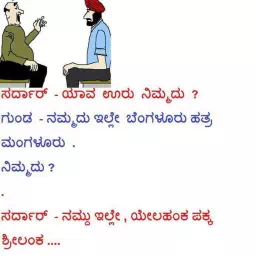 ಸರ್ದಾರ್ - ಯಾವ ಊರು ನಿಮ್ಮದು ?
ಗುಂಡ - ನಮ್ಮದು ಇಲ್ಲೇ ಬೆಂಗಳೂರು ಹತ್ರ
ಮಂಗಳೂರು .
ನಿಮ್ಮದು ?
.
ಸರ್ದಾರ್ - ನಮ್ದು ಇಲ್ಲೇ , ಯೇಲಹಂಕ ಪಕ್ಕ
ಶ್ರೀಲಂಕ ....